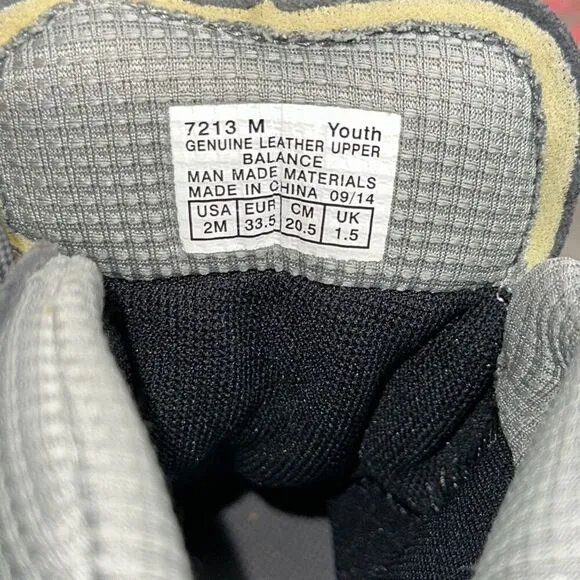 7213 M Youth
GENUINE LEATHER UPPER
BALANCE
MAN MADE MATERIALS
MADE IN CHINA 09/14
USA EUR CM UK
2M 33.5 20.5 1.5